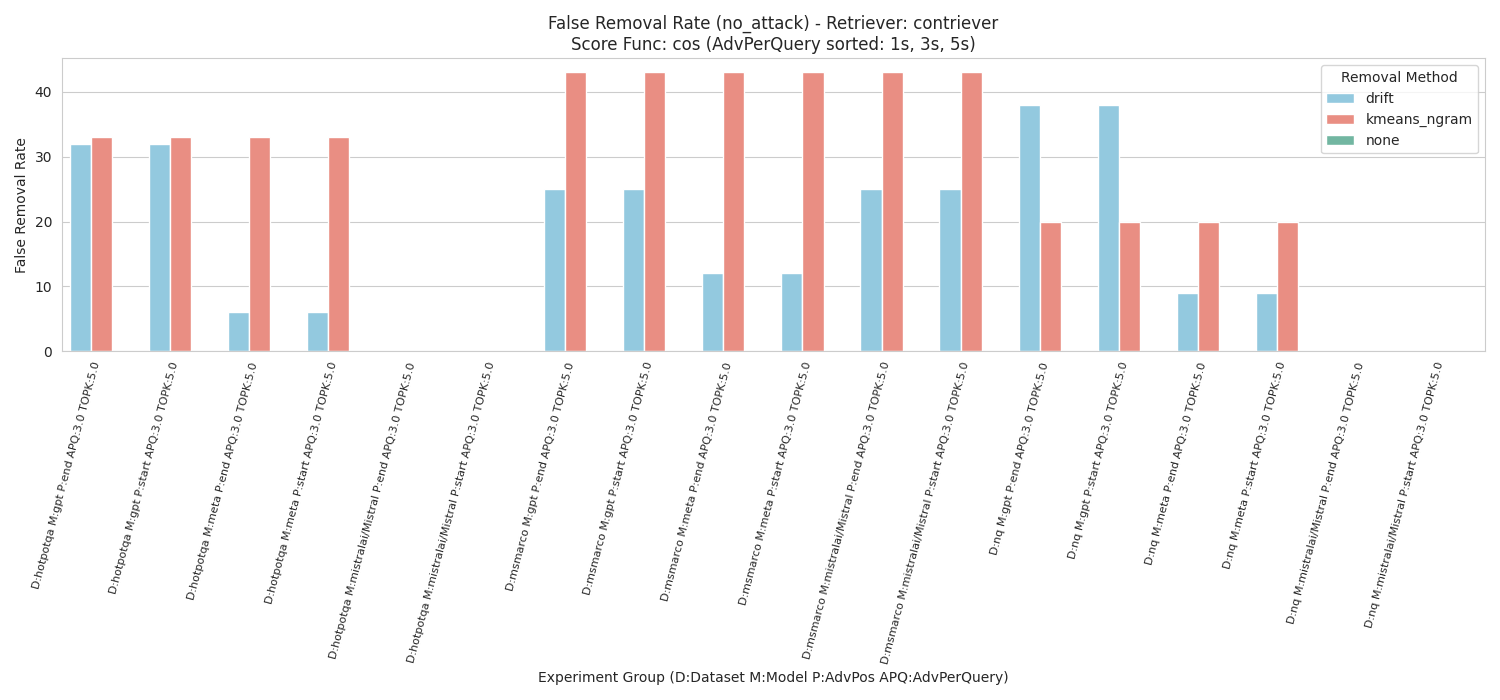 False Removal Rate (no_attack) - Retriever: contriever
Score Func: cos (AdvPerQuery sorted: 1s, 3s, 5s)
Removal Method
drift
kmeans_ngram
none
False Removal Rate
40
30
20
10
0
D:hotpotqa M:gpt P:end APQ:3.0 TOPK:5.0
D:hotpotqa M:gpt P:start APQ:3.0 TOPK:5.0
D:hotpotqa M:meta P:end APQ:3.0 TOPK:5.0
D:hotpotqa M:meta P:start APQ:3.0 TOPK:5.0
D:hotpotqa M:mistralai/Mistral P:end APQ:3.0 TOPK:5.0
D:hotpotqa M:mistralai/Mistral P:start APQ:3.0 TOPK:5.0
D:msmarco M:gpt P:end APQ:3.0 TOPK:5.0
D:msmarco M:gpt P:start APQ:3.0 TOPK:5.0
D:msmarco M:meta P:end APQ:3.0 TOPK:5.0
D:msmarco M:meta P:start APQ:3.0 TOPK:5.0
D:msmarco M:mistralai/Mistral P:end APQ:3.0 TOPK:5.0
D:msmarco M:mistralai/Mistral P:start APQ:3.0 TOPK:5.0
D:nq M:gpt P:end APQ:3.0 TOPK:5.0
D:nq M:gpt P:start APQ:3.0 TOPK:5.0
D:nq M:meta P:end APQ:3.0 TOPK:5.0
D:nq M:meta P:start APQ:3.0 TOPK:5.0
D:nq M:mistralai/Mistral P:end APQ:3.0 TOPK:5.0
D:nq M:mistralai/Mistral P:start APQ:3.0 TOPK:5.0
Experiment Group (D:Dataset M:Model P:AdvPos APQ:AdvPerQuery)